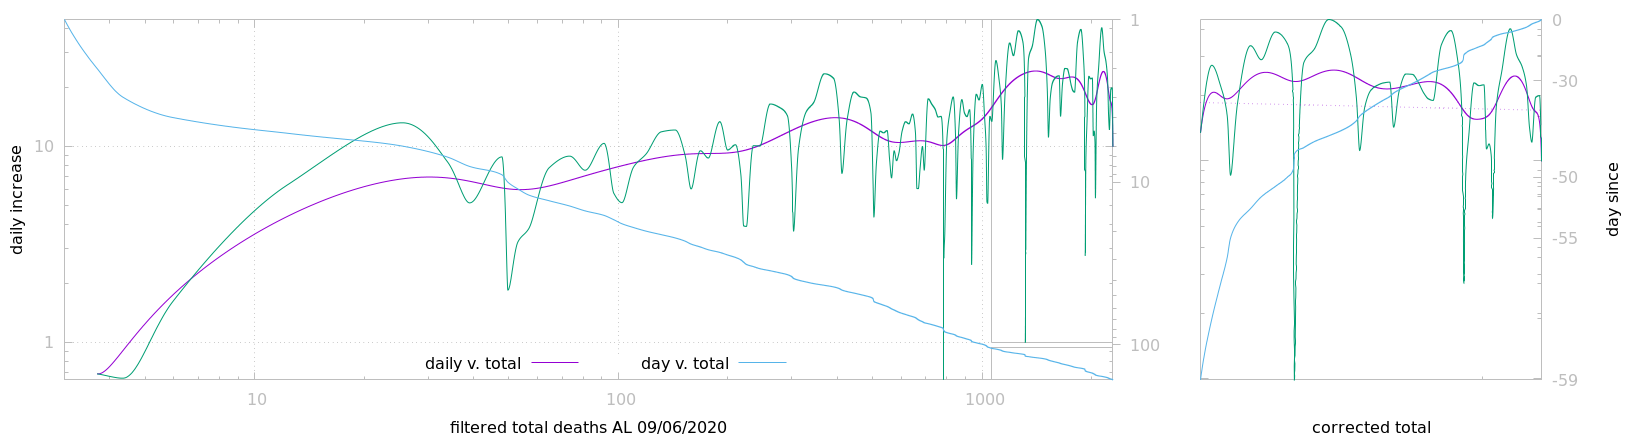 daily increase
10
1
1
10
100
daily v. total
day v. total
10
100
1000
filtered total deaths AL 09/06/2020
0
-30
-50
-55
-59
day since
corrected total